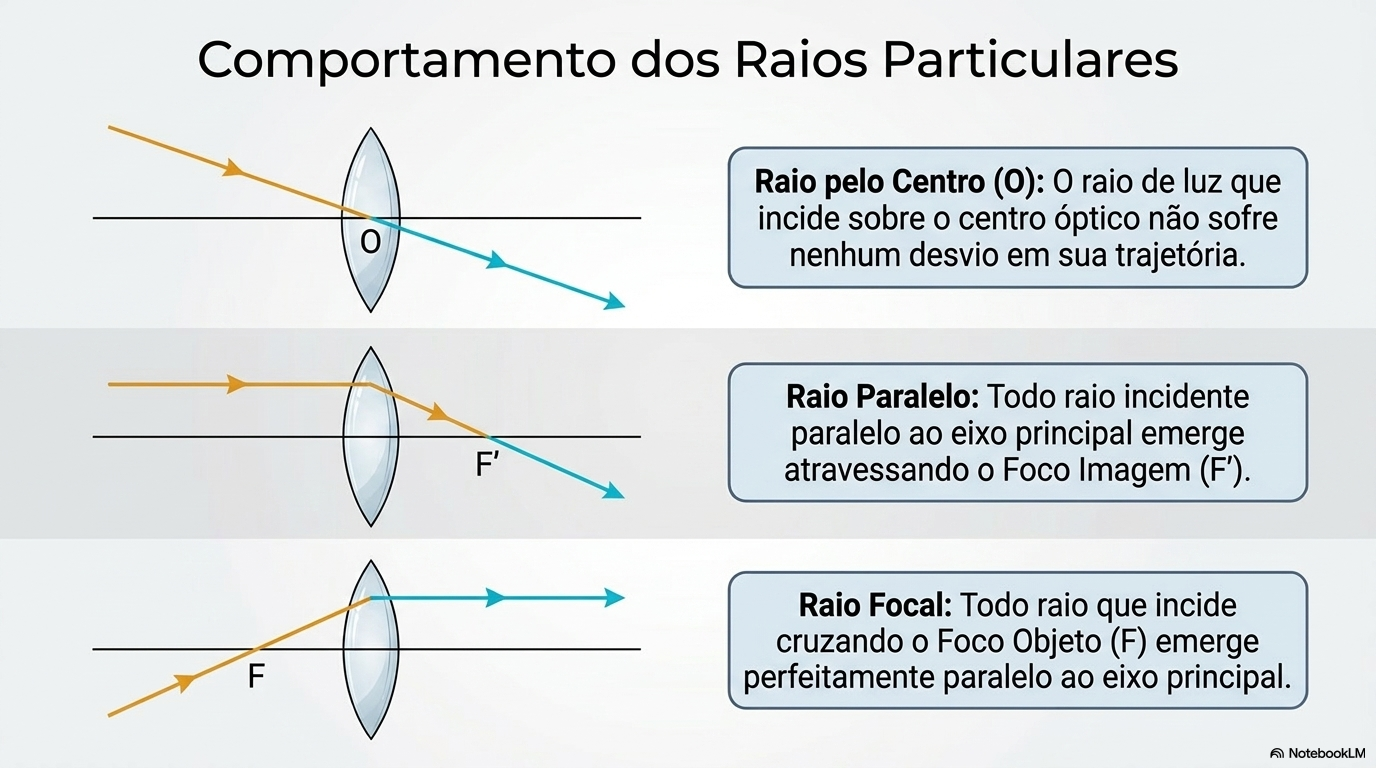 Comportamento dos Raios Particulares
O
Raio pelo Centro (O): O raio de luz que
incide sobre o centro óptico não sofre
nenhum desvio em sua trajetória.
F’
Raio Paralelo: Todo raio incidente
paralelo ao eixo principal emerge
atravessando o Foco Imagem (F’).
F
Raio Focal: Todo raio que incide
cruzando o Foco Objeto (F) emerge
perfeitamente paralelo ao eixo principal.
NotebookLM